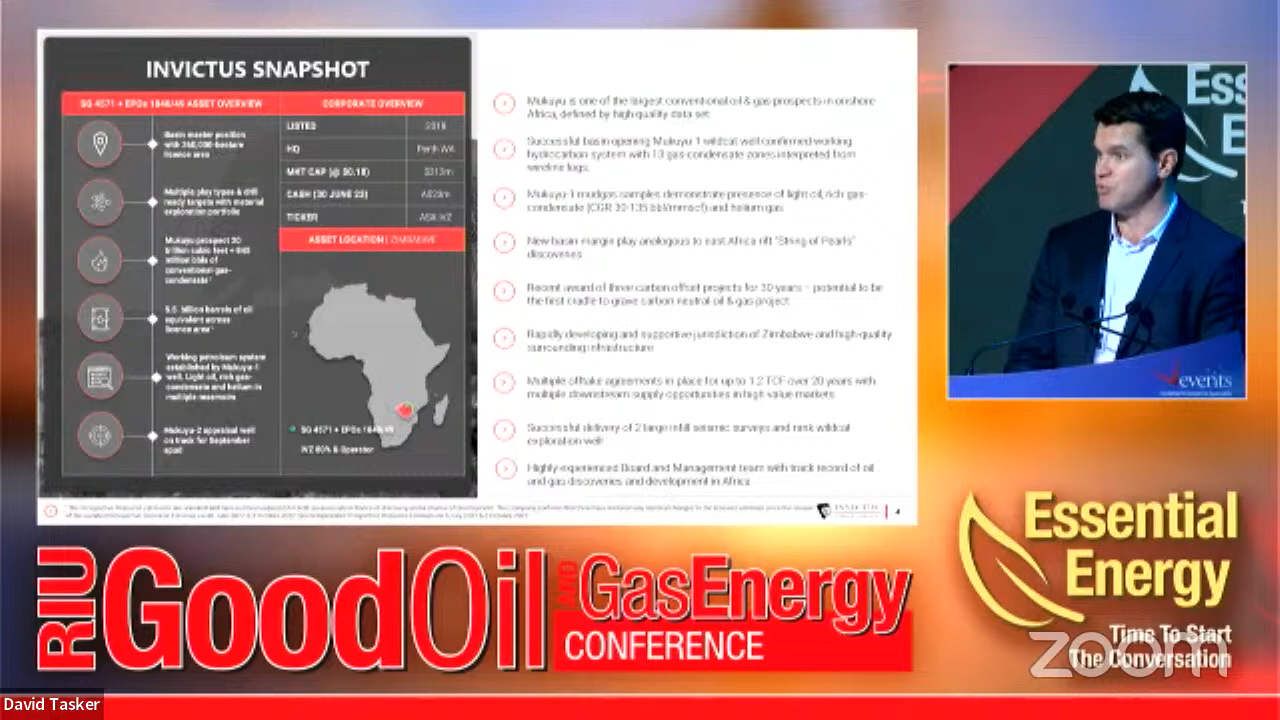 INVICTUS SNAPSHOT
SG 4571 + EPOs 1848/49 ASSET OVERVIEW
Basin master position
with 360,000-hectare
licence area
Multiple play types & drill
ready targets with material
exploration portfolio
Mukuyu prospect 20
trillion cubic feet + 845
million bbls of
conventional gas-
condensate
5.5 billion barrels of oil
equivalent across
licence area
Working petroleum system
established by Mukuyu-1
well. Light oil, rich gas-
condensate and helium in
multiple reservoirs
Mukuyu-2 appraisal well
on track for September
spud
CORPORATE OVERVIEW
LISTED 2018
HQ Perth WA
MKT CAP (@ $0.18)
CASH (30 JUNE 23) A$23m
TICKER ASX: IVZ
ASSET LOCATION | ZIMBABWE
SG 4571 + EPOs 1848/49
IVZ 80% & Operator
Mukuyu is one of the largest conventional oil & gas prospects in onshore
Africa, defined by high quality data set
Successful basin opening Mukuyu 1 wildcat well confirmed working
hydrocarbon system with 13 gas-condensate zones interpreted from
wireline logs.
Mukuyu-1 mudgas samples demonstrate presence of light oil, rich gas-
condensate (CGR 30-135 bbl/mmscf) and helium gas
New basin margin play analogous to east Africa rift "String of Pearls"
discoveries
Recent award of three carbon offset projects for 30 years – potential to be
the first cradle to grave carbon neutral oil & gas project
Rapidly developing and supportive jurisdiction of Zimbabwe and high-quality
surrounding infrastructure
Multiple offtake agreements in place for up to 1.2 TCF over 20 years with
multiple downstream supply opportunities in high value markets
Successful delivery of 2 large infill seismic surveys and rank wildcat
exploration well
Highly experienced Board and Management team with track record of oil
and gas discoveries and development in Africa
INVICTUS
4
Ess
E
events
RIU GoodOil AND GasEnergy
CONFERENCE
Essential
Energy
Time To Start
The Conversation
zoom
David Tasker